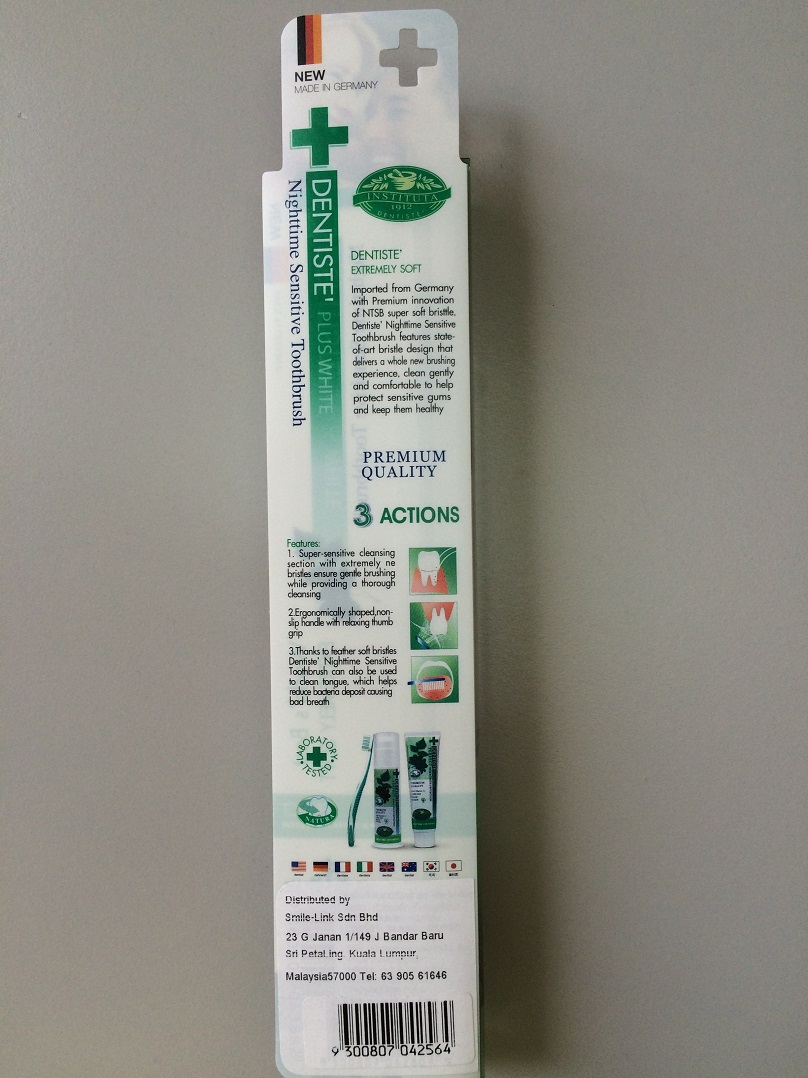 NEW
MADE IN GERMANY
DENTISTE' PLUS WHITE
Nighttime Sensitive Toothbrush
INSTITUTA
1912
DENTISTE'
DENTISTE'
EXTREMELY SOFT
Imported from Germany
with Premium innovation
of NTSB super soft bristtle,
Dentiste' Nighttime Sensitive
Toothbrush features state-
of-art bristle design that
delivers a whole new brushing
experience, clean gently
and comfortable to help
protect sensitive gums
and keep them healthy
PREMIUM
QUALITY
3 ACTIONS
Features:
1. Super-sensitive cleansing
section with extremely ne
bristles ensure gentle brushing
while providing a thorough
cleansing
2.Ergonomically shaped,non-
slip handle with relaxing thumb
grip
3.Thanks to feather soft bristles
Dentiste' Nighttime Sensitive
Toothbrush can also be used
to clean tongue, which helps
reduce bacteria deposit causing
bad breath
LABORATORY
TESTED
NATURA
Distributed by
Smile-Link Sdn Bhd
23 G Janan 1/149 J Bandar Baru
Sri PetaLing, Kuala Lumpur,
Malaysia57000 Tel: 63 905 61646
9 300807 042564